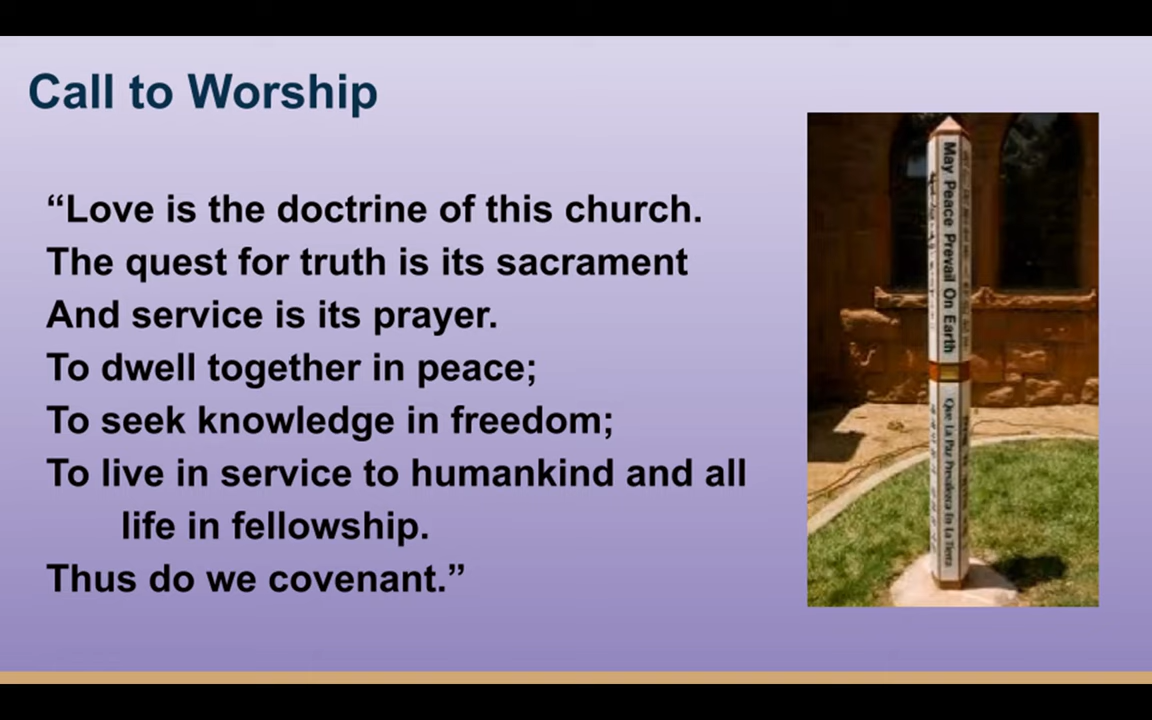 Call to Worship
“Love is the doctrine of this church.
The quest for truth is its sacrament
And service is its prayer.
To dwell together in peace;
To seek knowledge in freedom;
To live in service to humankind and all
life in fellowship.
Thus do we covenant.”
May Peace Prevail On Earth
Que La Paz Prevalezca En La Tierra